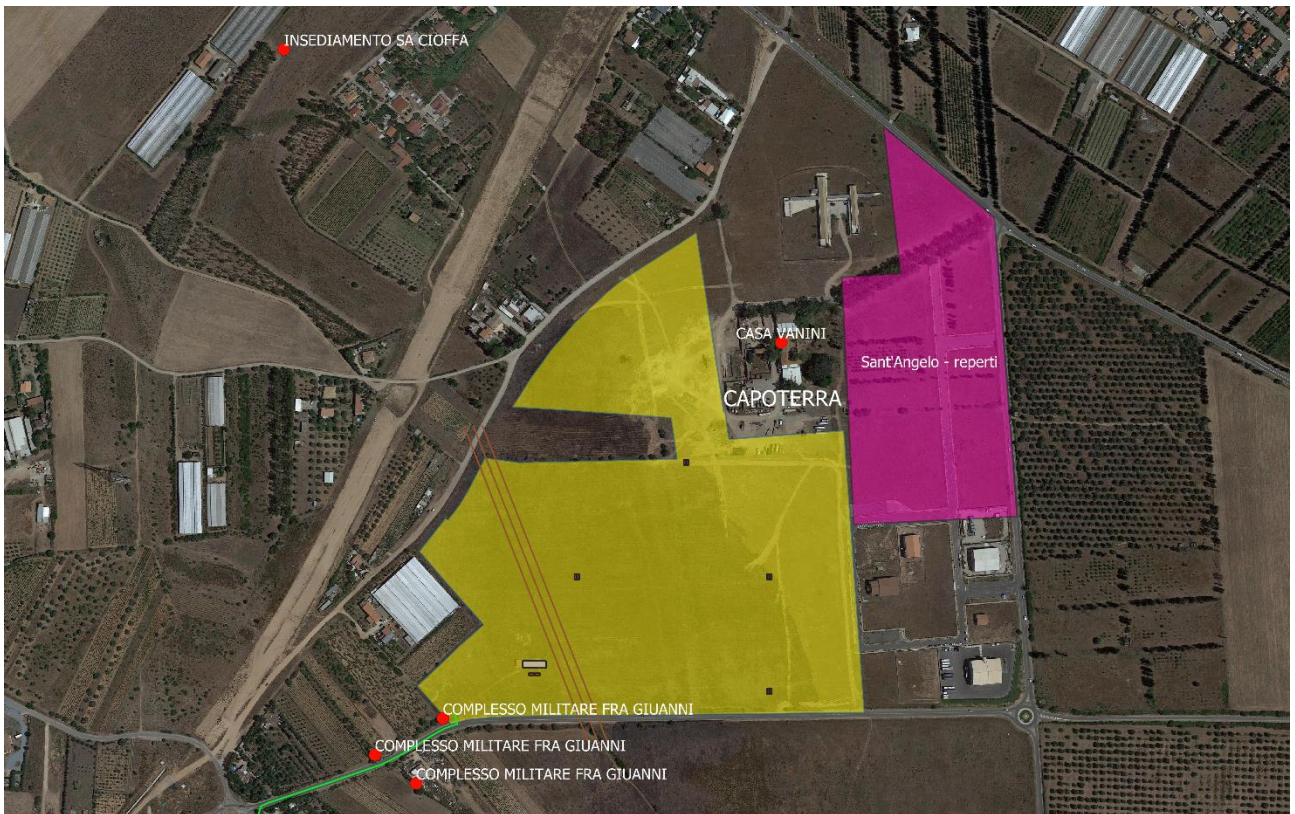 INSEDIAMENTO SA CIOFFA
CASA VANINI
Sant'Angelo - reperti
CAPOTERRA
COMPLESSO MILITARE FRA GIUANNI
COMPLESSO MILITARE FRA GIUANNI
COMPLESSO MILITARE FRA GIUANNI